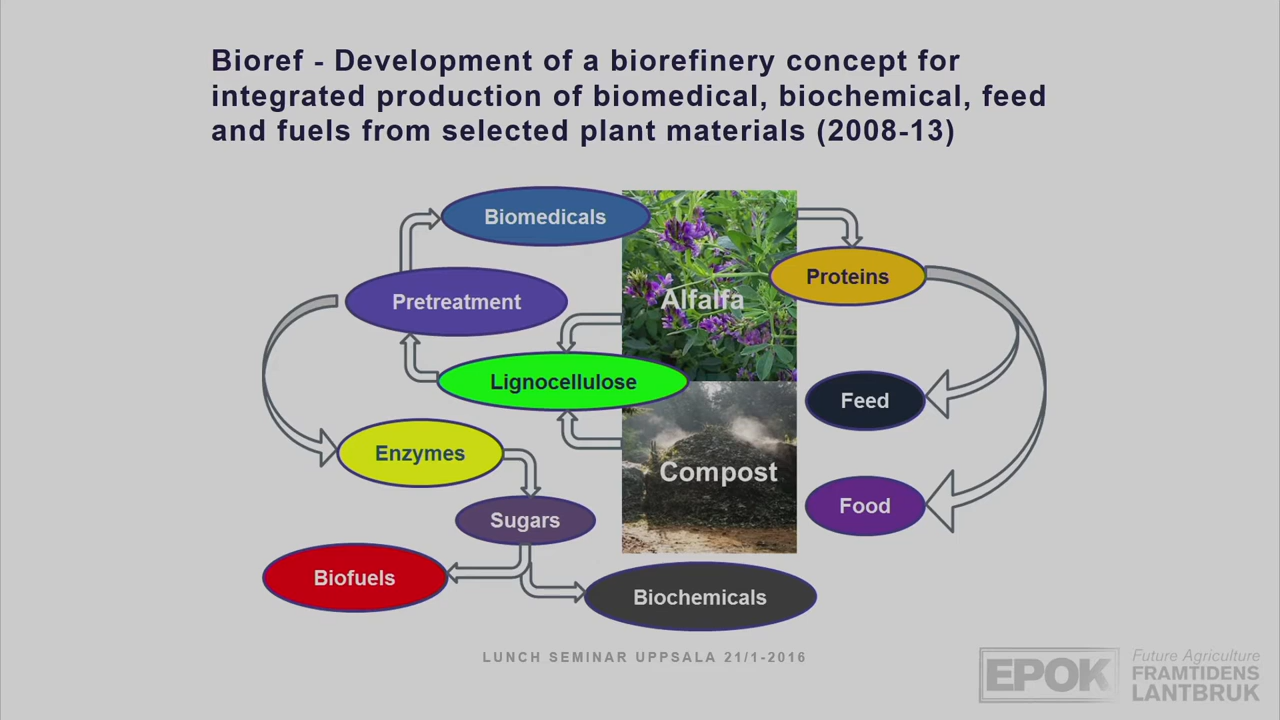 Bioref - Development of a biorefinery concept for
integrated production of biomedical, biochemical, feed
and fuels from selected plant materials (2008-13)
Biomedicals
Proteins
Pretreatment
Alfalfa
Lignocellulose
Feed
Enzymes
Compost
Food
Sugars
Biofuels
Biochemicals
LUNCH SEMINAR UPPSALA 21/1-2016
EPOK
Future Agriculture
FRAMTIDENS
LANTBRUK